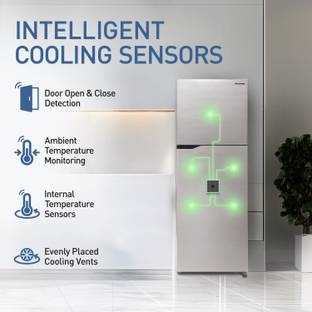 INTELLIGENT
COOLING SENSORS
Door Open & Close
Detection
Ambient
Temperature
Monitoring
Internal
Temperature
Sensors
Evenly Placed
Cooling Vents